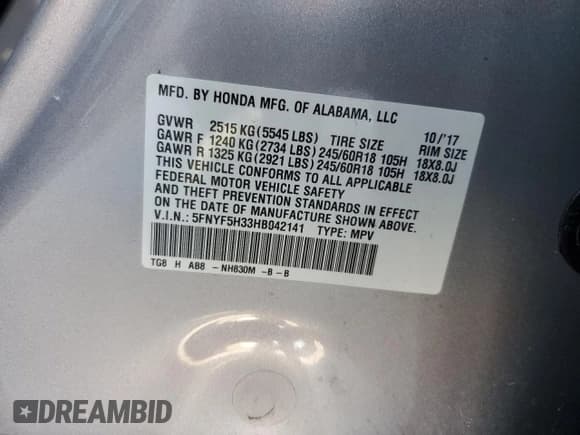 MFD. BY HONDA MFG. OF ALABAMA, LLC
10/'17
GVWR 2515 KG(5545 LBS) TIRE SIZE RIM SIZE
GAWR F 1240 KG(2734 LBS) 245/60R18 105H 18X8.0J
GAWR R 1325 KG(2921 LBS) 245/60R18 105H 18X8.0J
THIS VEHICLE CONFORMS TO ALL APPLICABLE
FEDERAL MOTOR VEHICLE SAFETY
AND THEFT PREVENTION STANDARDS IN EFFECT
ON THE DATE OF MANUFACTURE SHOWN ABOVE.
V.I.N.: 5FNYF5H33HB942141 TYPE: MPV
TG8 H AB8 - NH830M -B - B
DREAMBID